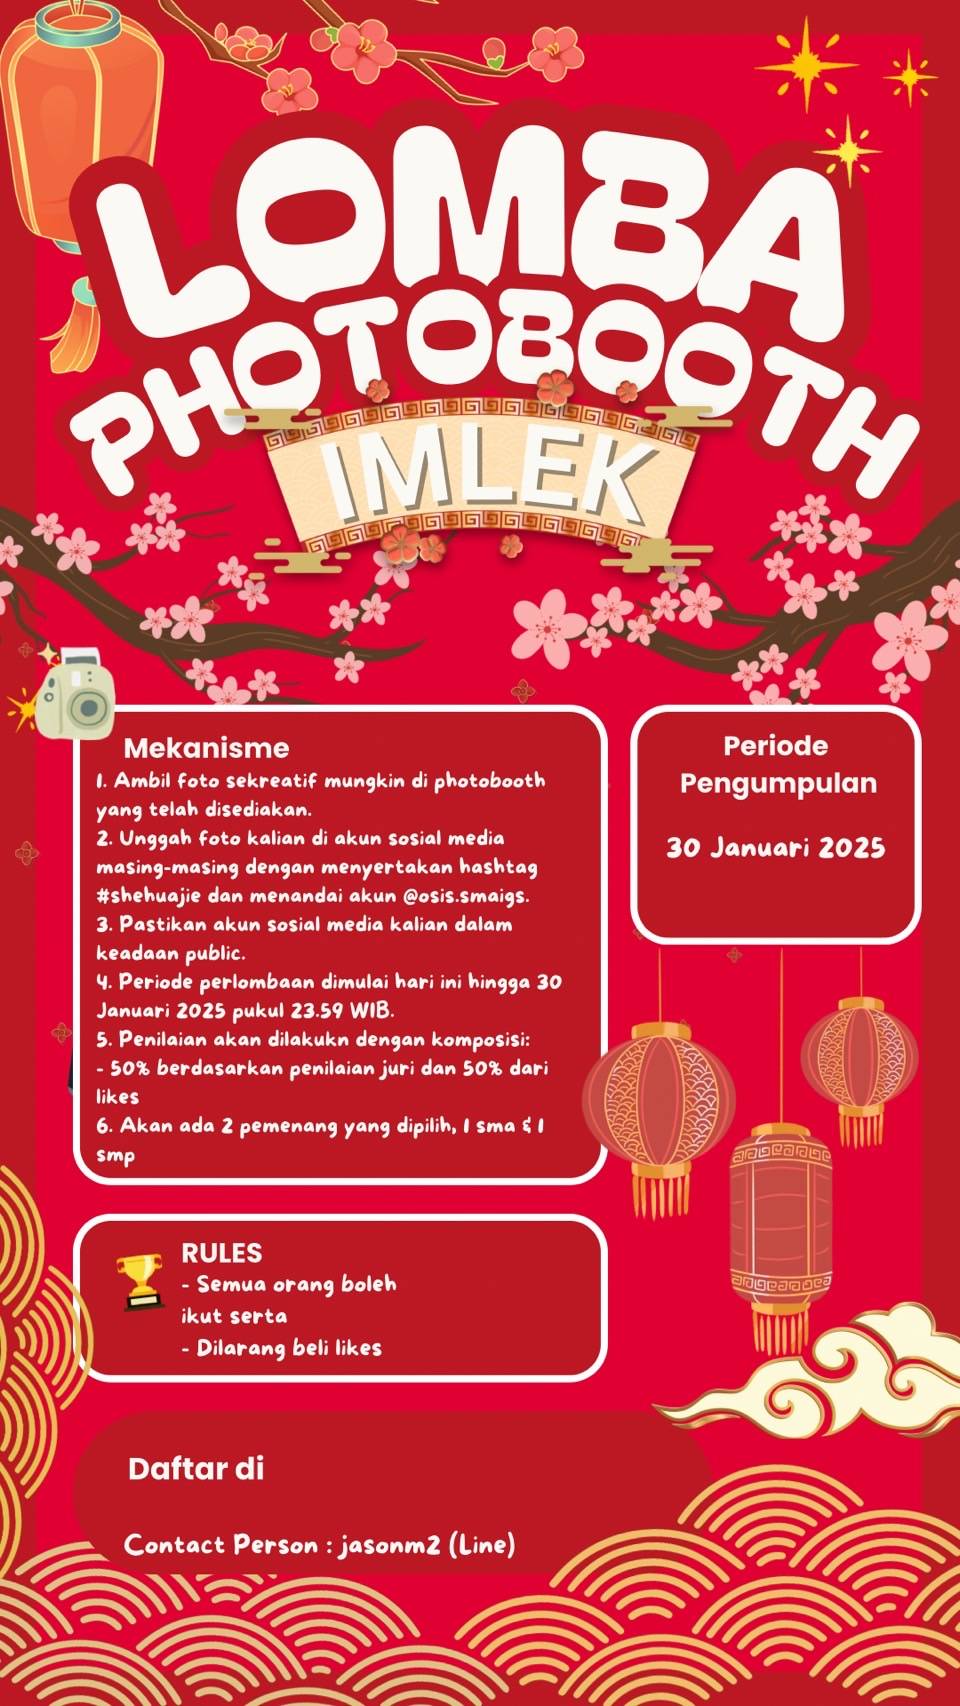 LOMBA
PHOTOBOOTH
IMLEK
Mekanisme
1. Ambil foto sekreatif mungkin di photobooth
yang telah disediakan.
2. Unggah foto kalian di akun sosial media
masing-masing dengan menyertakan hashtag
#shehuajie dan menandai akun @osis.smaigs.
3. Pastikan akun sosial media kalian dalam
keadaan public.
4. Periode perlombaan dimulai hari ini hingga 30
Januari 2025 pukul 23.59 WIB.
5. Penilaian akan dilakukn dengan komposisi:
- 50% berdasarkan penilaian juri dan 50% dari
likes
6. Akan ada 2 pemenang yang dipilih, 1 sma & 1
smp
Periode
Pengumpulan
30 Januari 2025
RULES
- Semua orang boleh
ikut serta
- Dilarang beli likes
Daftar di
Contact Person : jasonm2 (Line)